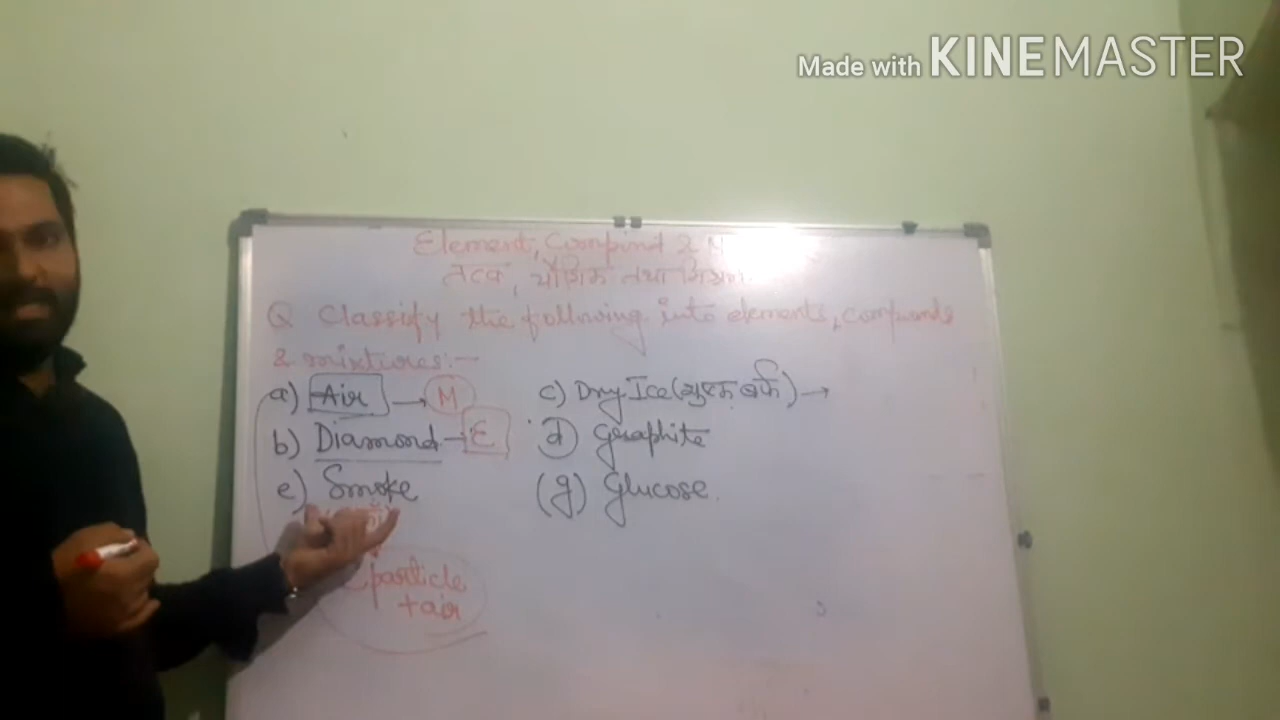 Made with KINEMASTER
Element, Compound & M
तत्व, यौगिक तथा मिश्रण
Q Classify the following into elements, compounds
& mixtures:-
a) Air → M
c) Dry Ice (शुष्क बर्फ) →
b) Diamond → E
d) Graphite
e) Smoke
(g) Glucose.
particle
+ air